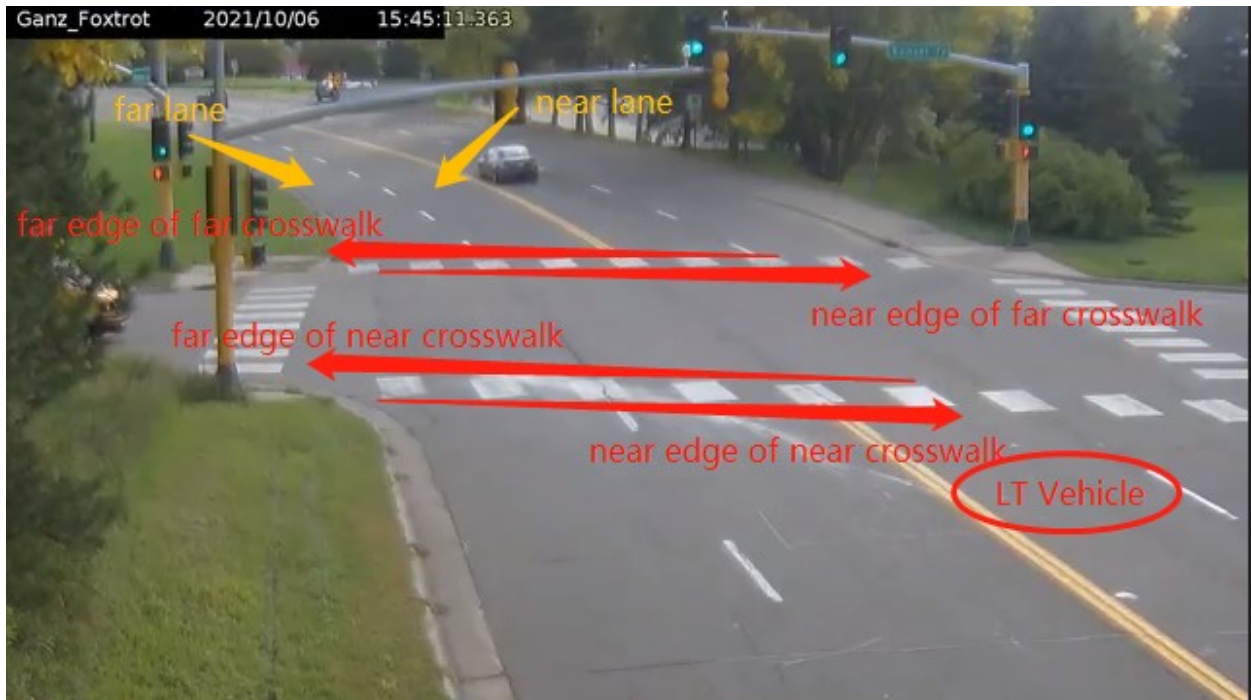 Ganz_Foxtrot 2021/10/06 15:45:11.363
far lane
near lane
far edge of far crosswalk
near edge of far crosswalk
far edge of near crosswalk
near edge of near crosswalk
LT Vehicle